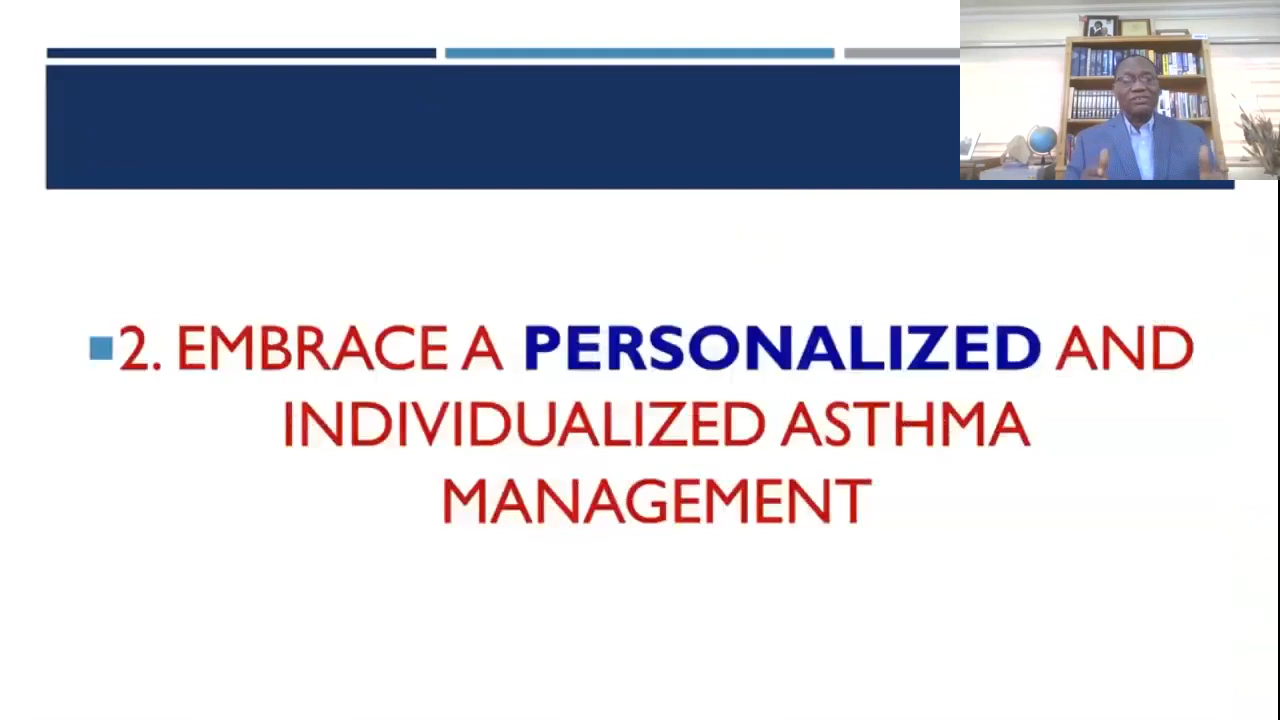 2. EMBRACE A PERSONALIZED AND
INDIVIDUALIZED ASTHMA
MANAGEMENT